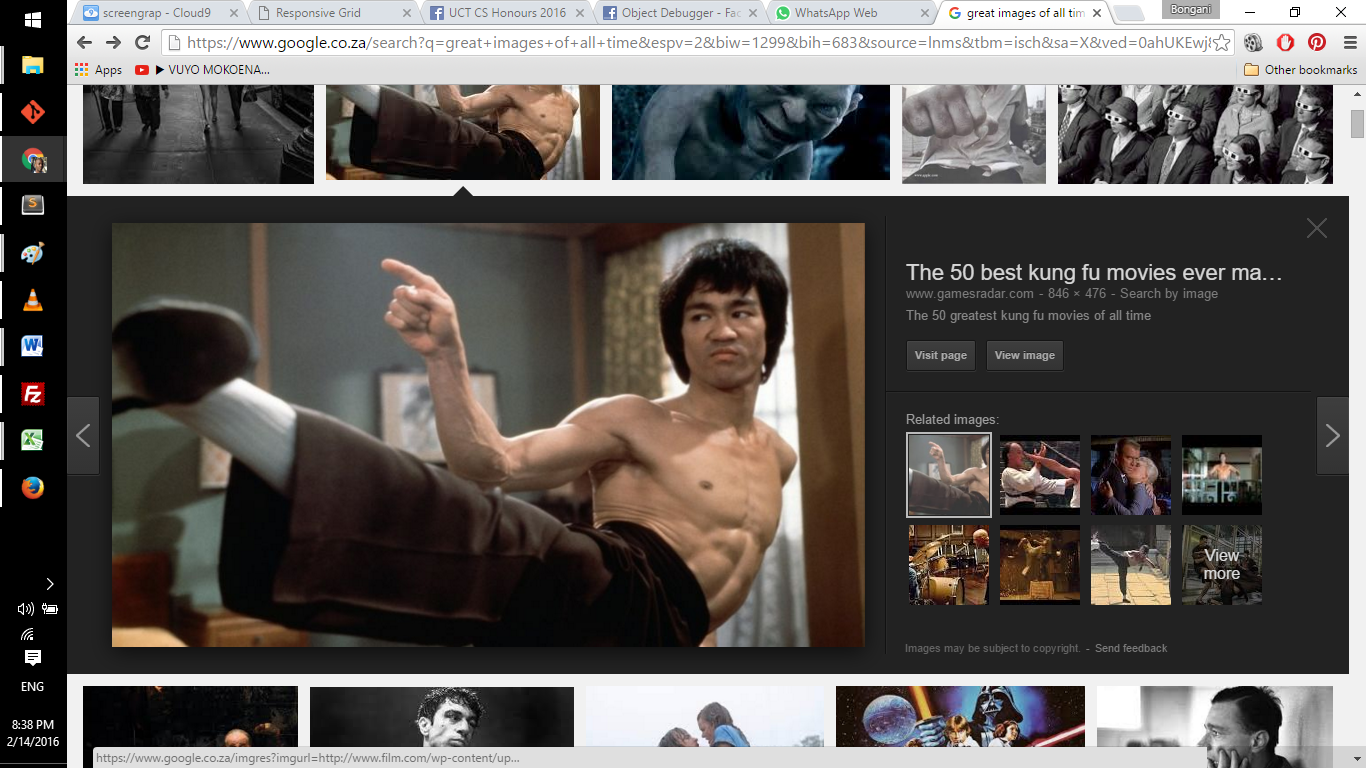 screengrap - Cloud9
Responsive Grid
UCT CS Honours 2016
Object Debugger - Fac
WhatsApp Web
great images of all tim
Bongani
https://www.google.co.za/search?q=great+images+of+all+time&espv=2&biw=1299&bih=683&source=lnms&tbm=isch&sa=X&ved=0ahUKEwj8
Apps
VUYO MOKOENA...
Other bookmarks
The 50 best kung fu movies ever ma…
www.gamesradar.com - 846 × 476 - Search by image
The 50 greatest kung fu movies of all time
Visit page
View image
Related images:
View
more
Images may be subject to copyright. - Send feedback
ENG
8:38 PM
2/14/2016
https://www.google.co.za/imgres?imgurl=http://www.film.com/wp-content/up...